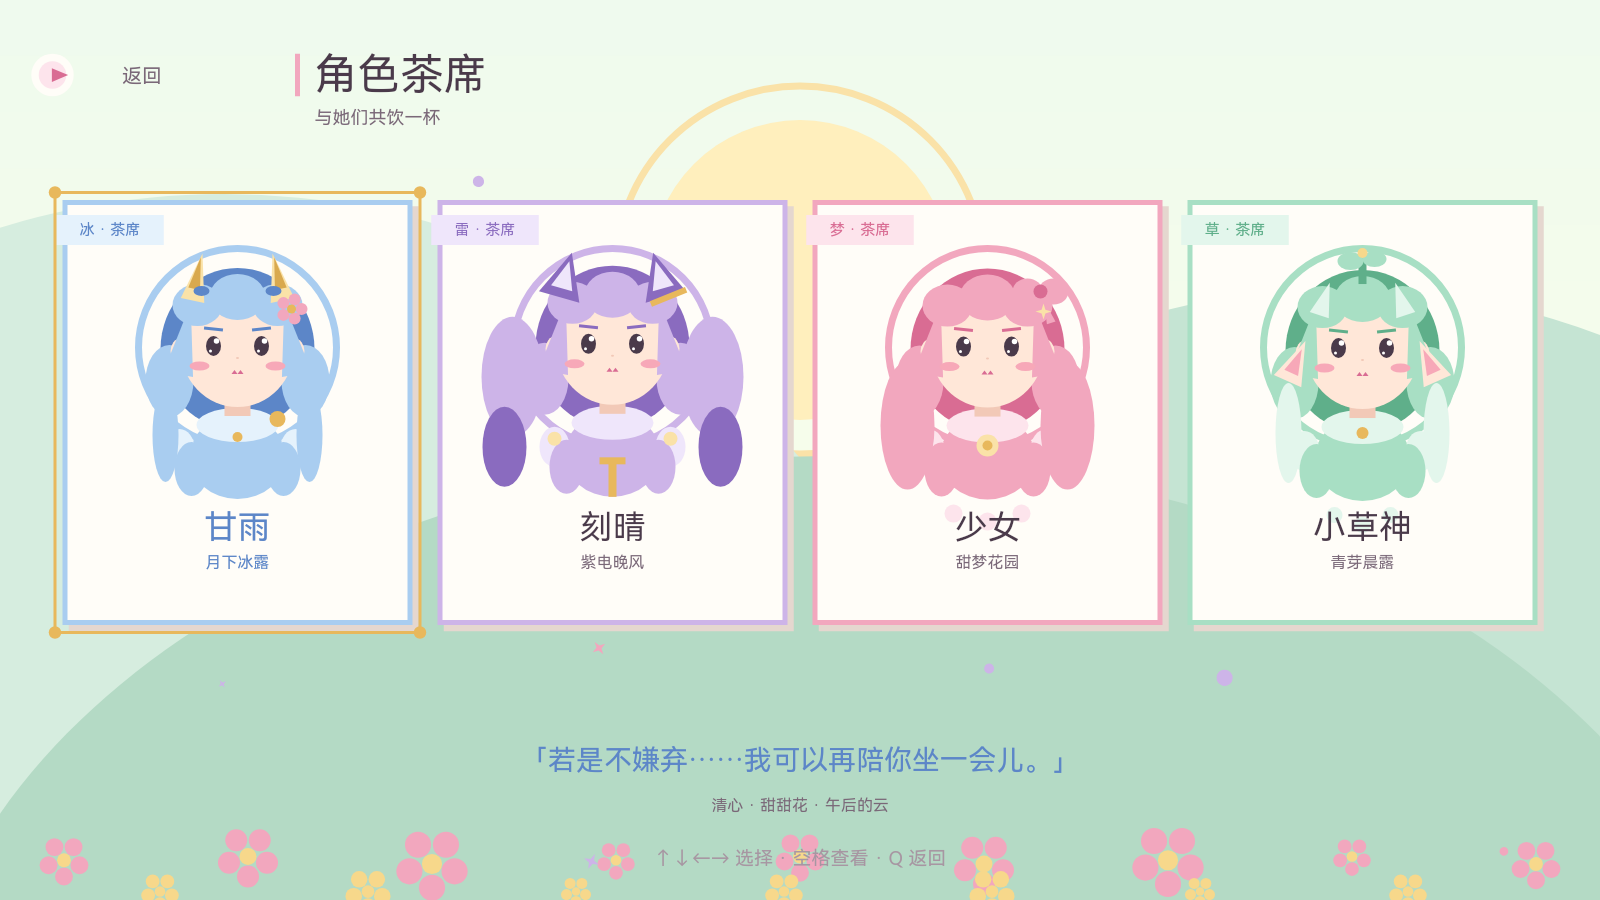 返回
角色茶席
与她们共饮一杯
冰 · 茶席
雷 · 茶席
梦 · 茶席
草 · 茶席
甘雨
月下冰露
刻晴
紫电晚风
少女
甜梦花园
小草神
青芽晨露
「若是不嫌弃……我可以再陪你坐一会儿。」
清心 · 甜甜花 · 午后的云
↑↓←→ 选择 · 空格查看 · Q 返回